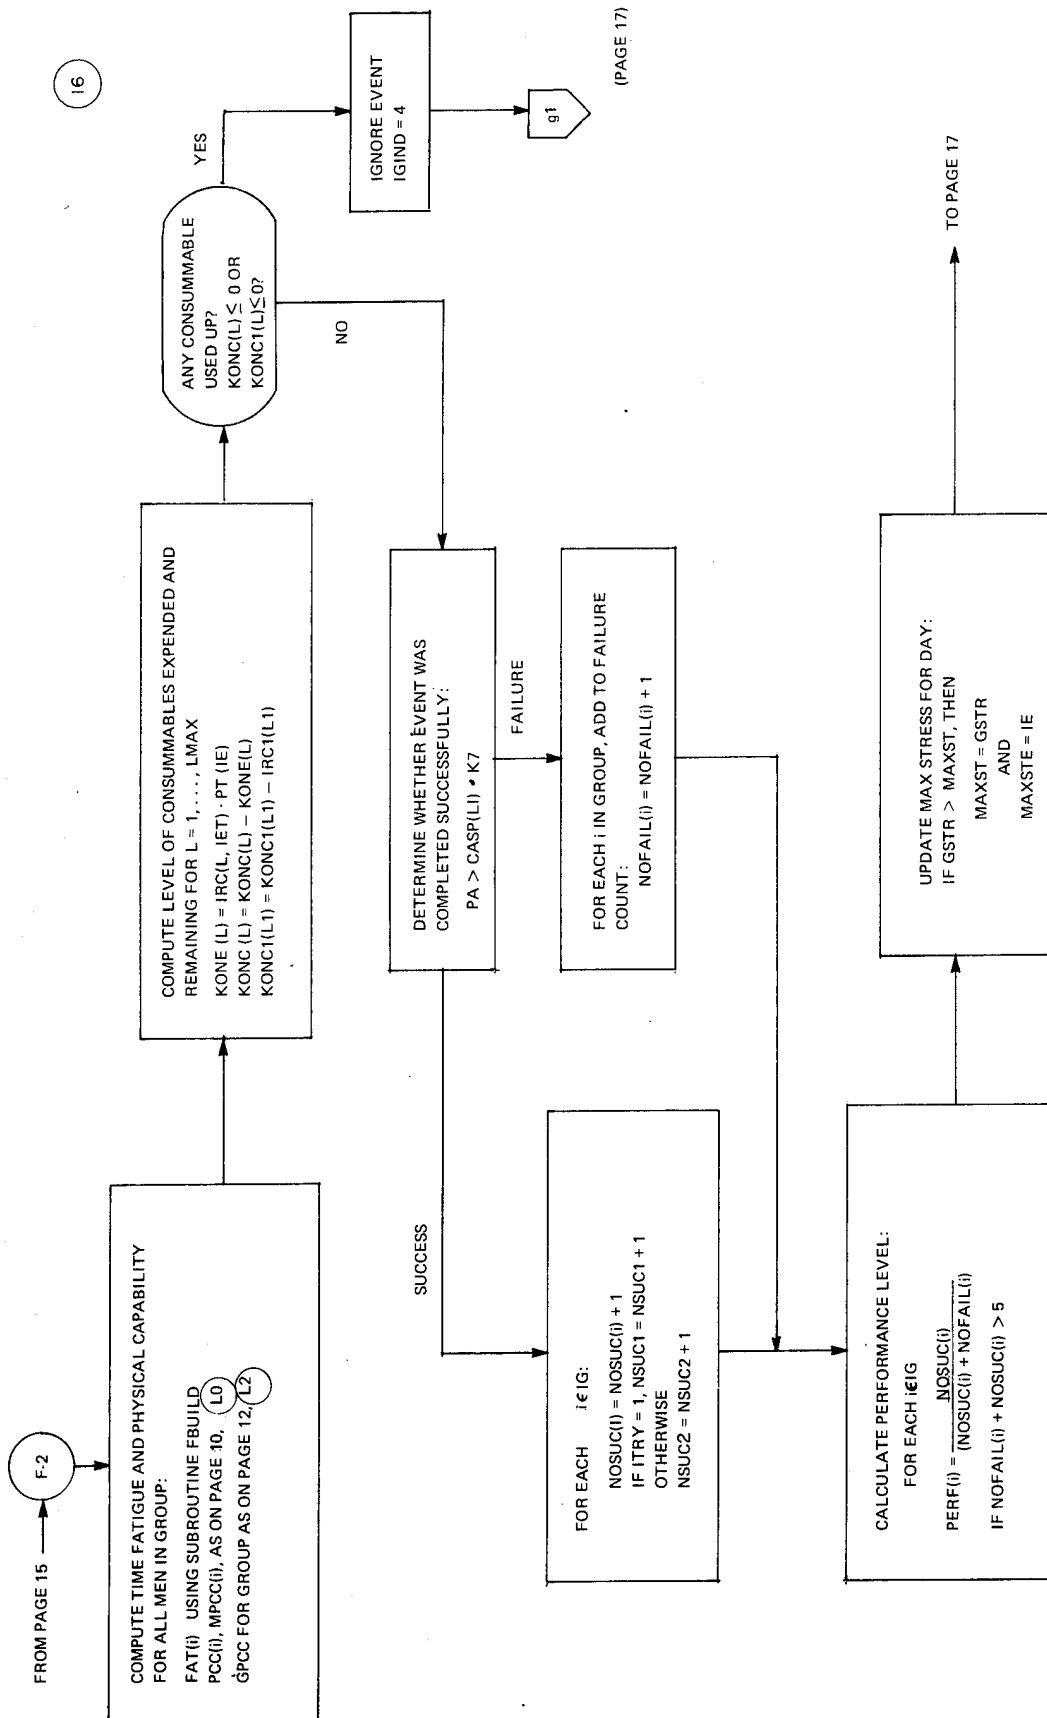 16
FROM PAGE 15
F-2
COMPUTE TIME FATIGUE AND PHYSICAL CAPABILITY
FOR ALL MEN IN GROUP:
FAT(i) USING SUBROUTINE FBUILD
PCC(i), MPCC(i), AS ON PAGE 10, L0
GPCC FOR GROUP AS ON PAGE 12, L2
COMPUTE LEVEL OF CONSUMMABLES EXPENDED AND
REMAINING FOR L = 1, . . . , LMAX
KONE (L) = IRC(L, IET) · PT (IE)
KONC (L) = KONC(L) − KONE(L)
KONC1(L1) = KONC1(L1) − IRC1(L1)
ANY CONSUMMABLE
USED UP?
KONC(L) ≤ 0 OR
KONC1(L) ≤ 0?
YES
IGNORE EVENT
IGIND = 4
g1
(PAGE 17)
NO
DETERMINE WHETHER EVENT WAS
COMPLETED SUCCESSFULLY:
PA > CASP(LI) • K7
SUCCESS
FAILURE
FOR EACH i IN GROUP, ADD TO FAILURE
COUNT:
NOFAIL(i) = NOFAIL(i) + 1
FOR EACH iϵIG:
NOSUC(I) = NOSUC(i) + 1
IF ITRY = 1, NSUC1 = NSUC1 + 1
OTHERWISE
NSUC2 = NSUC2 + 1
CALCULATE PERFORMANCE LEVEL:
FOR EACH iϵIG
PERF(i) = NOSUC(i)
(NOSUC(i) + NOFAIL(i)
IF NOFAIL(i) + NOSUC(i) > 5
UPDATE MAX STRESS FOR DAY:
IF GSTR > MAXST, THEN
MAXST = GSTR
AND
MAXSTE = IE
TO PAGE 17